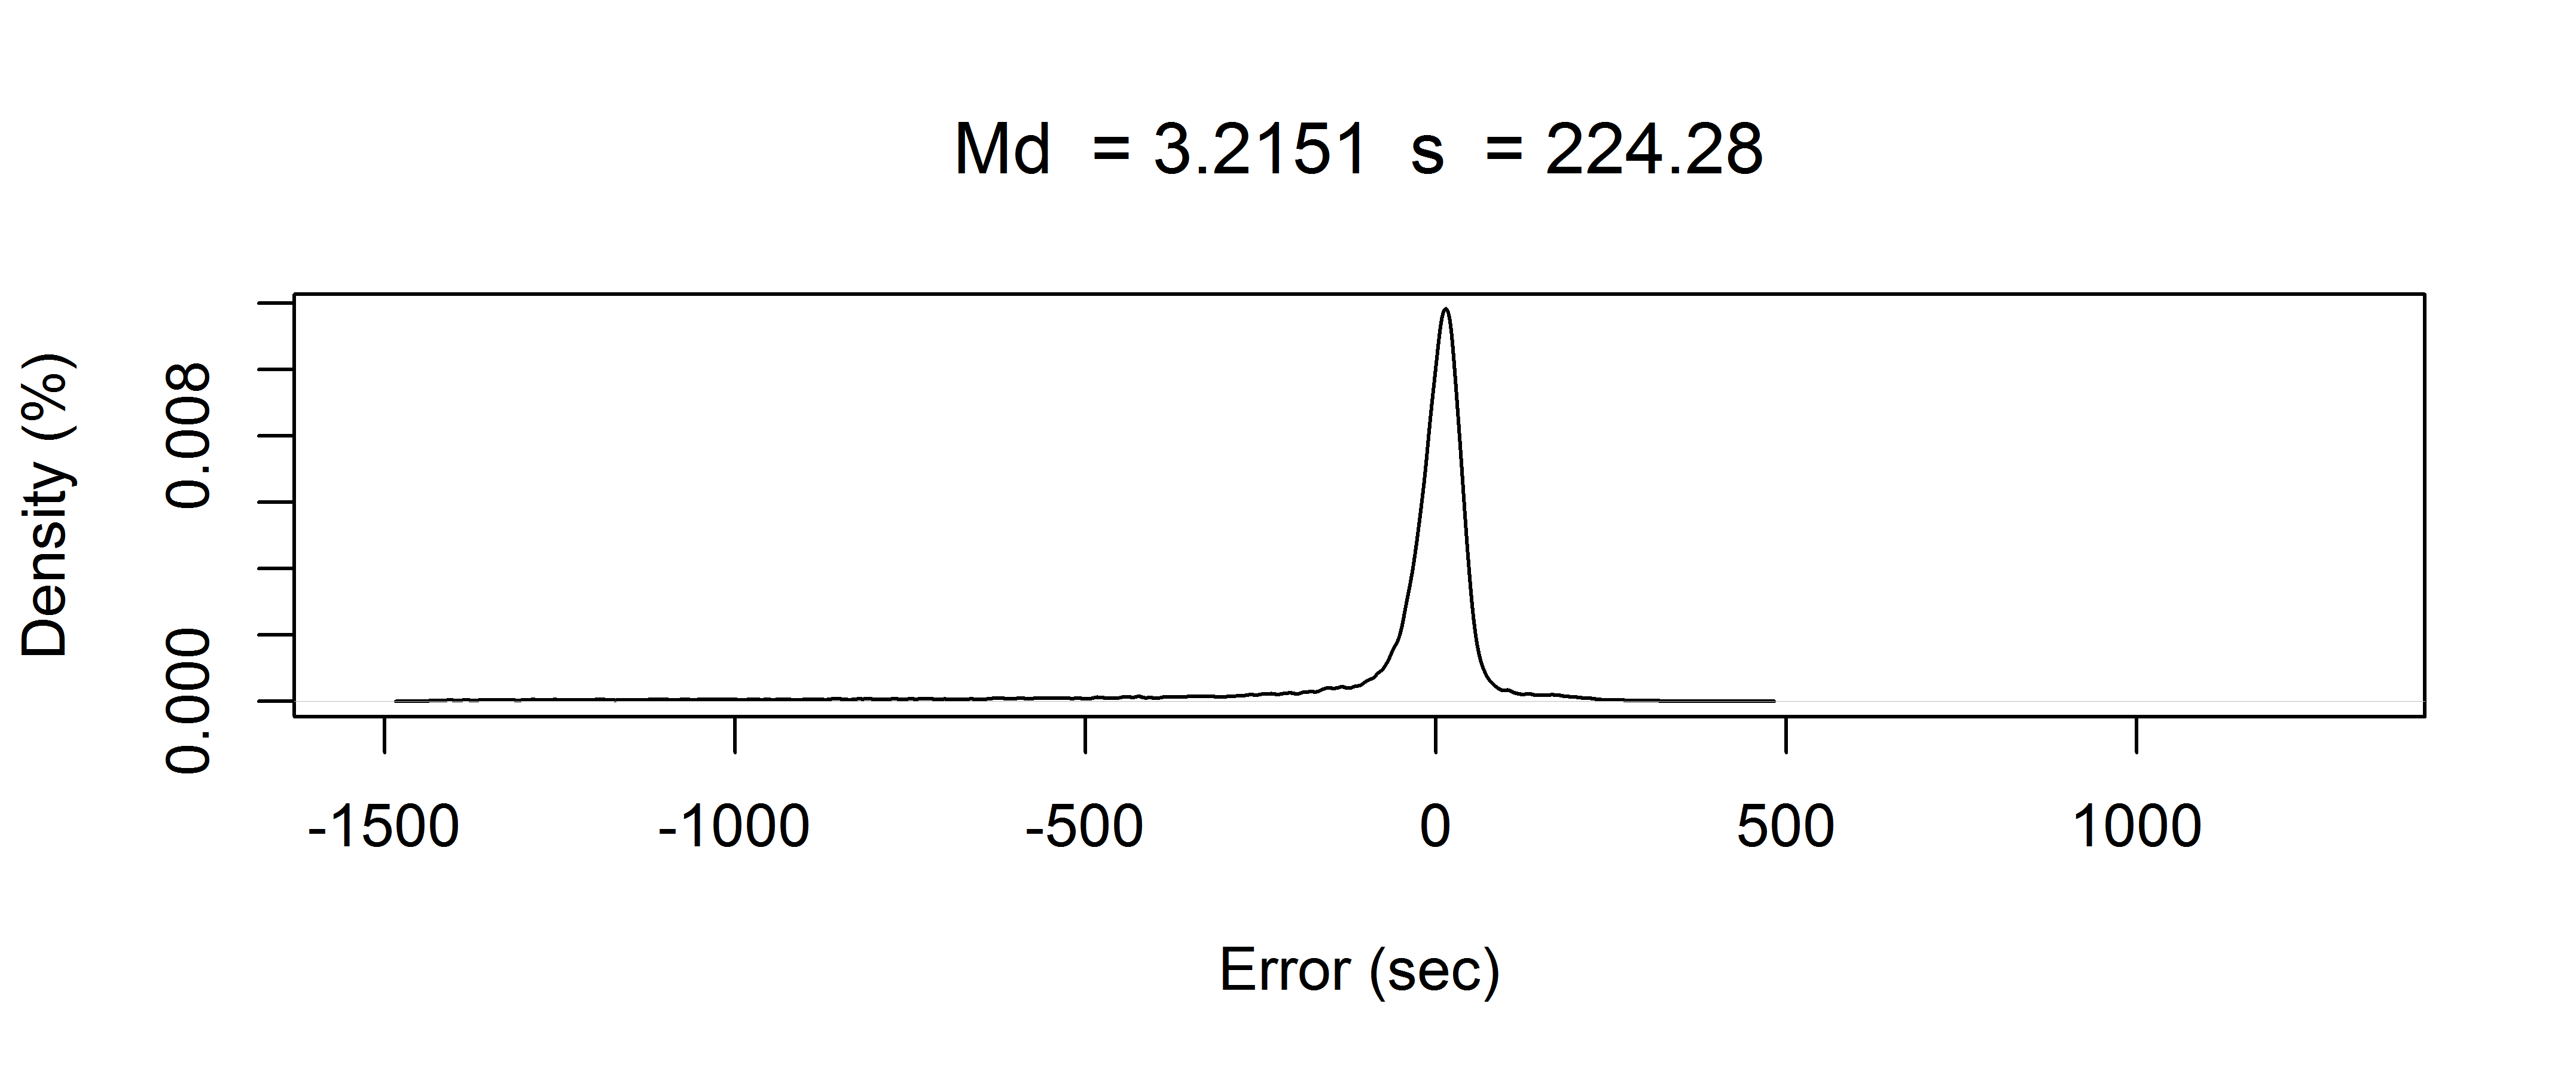 Md = 3.2151 s = 224.28
Density (%)
0.008
0.000
-1500 -1000 -500 0 500 1000
Error (sec)